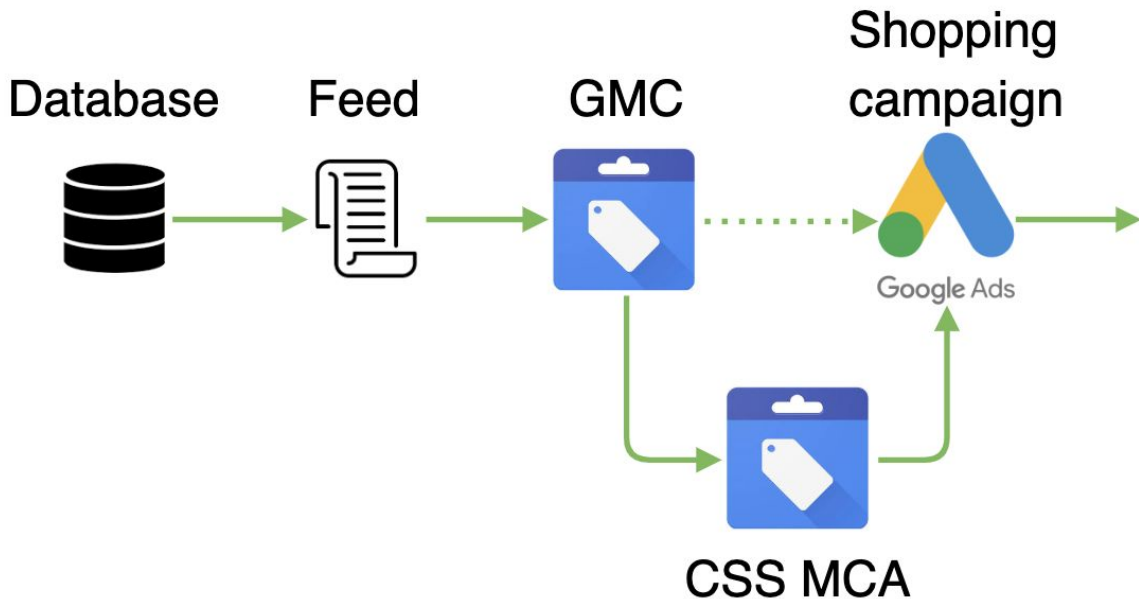 Database
Feed
GMC
Shopping
campaign
Google Ads
CSS MCA